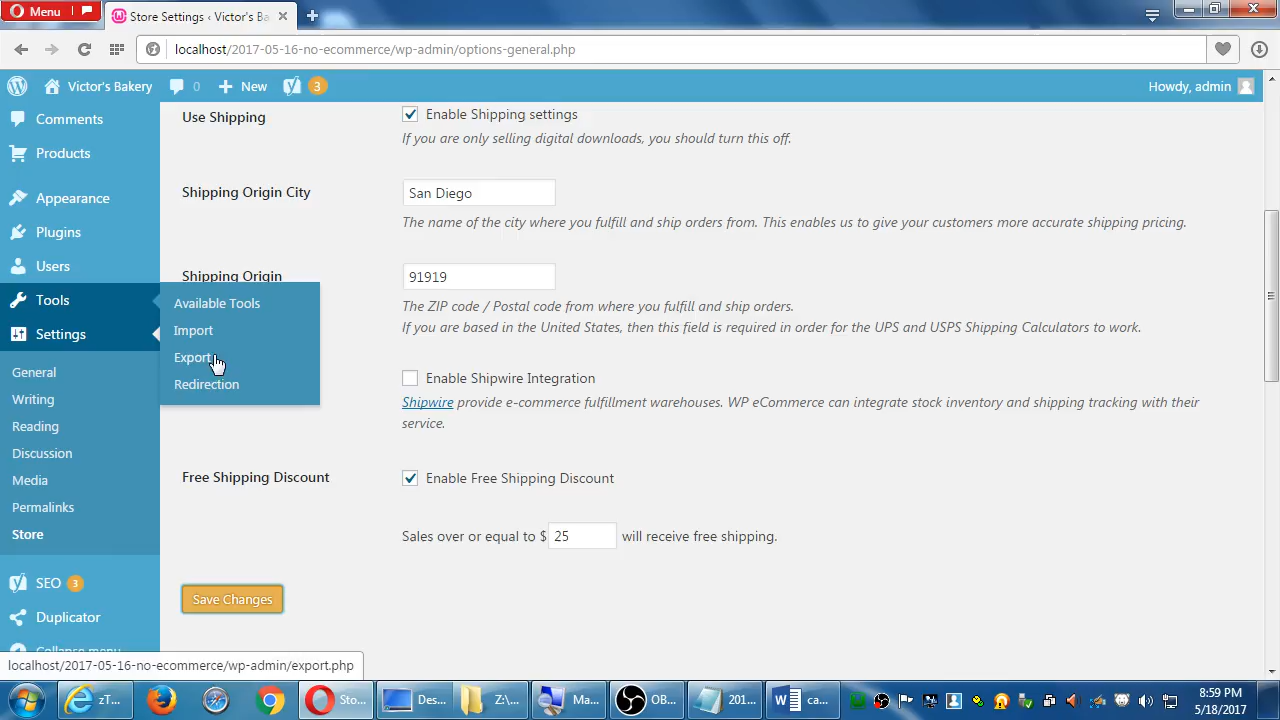 Menu
Store Settings ‹ Victor's Ba
localhost/2017-05-16-no-ecommerce/wp-admin/options-general.php
Victor's Bakery
0
New
3
Howdy, admin
Comments
Products
Appearance
Plugins
Users
Tools
Settings
General
Writing
Reading
Discussion
Media
Permalinks
Store
SEO 3
Duplicator
Collapse menu
Available Tools
Import
Export
Redirection
Use Shipping
Enable Shipping settings
If you are only selling digital downloads, you should turn this off.
Shipping Origin City
San Diego
The name of the city where you fulfill and ship orders from. This enables us to give your customers more accurate shipping pricing.
Shipping Origin
91919
The ZIP code / Postal code from where you fulfill and ship orders.
If you are based in the United States, then this field is required in order for the UPS and USPS Shipping Calculators to work.
Enable Shipwire Integration
Shipwire provide e-commerce fulfillment warehouses. WP eCommerce can integrate stock inventory and shipping tracking with their
service.
Free Shipping Discount
Enable Free Shipping Discount
Sales over or equal to $ 25 will receive free shipping.
Save Changes
localhost/2017-05-16-no-ecommerce/wp-admin/export.php
zT...
Sto...
Des...
Z:\...
Ma...
OB...
201...
ca...
8:59 PM
5/18/2017